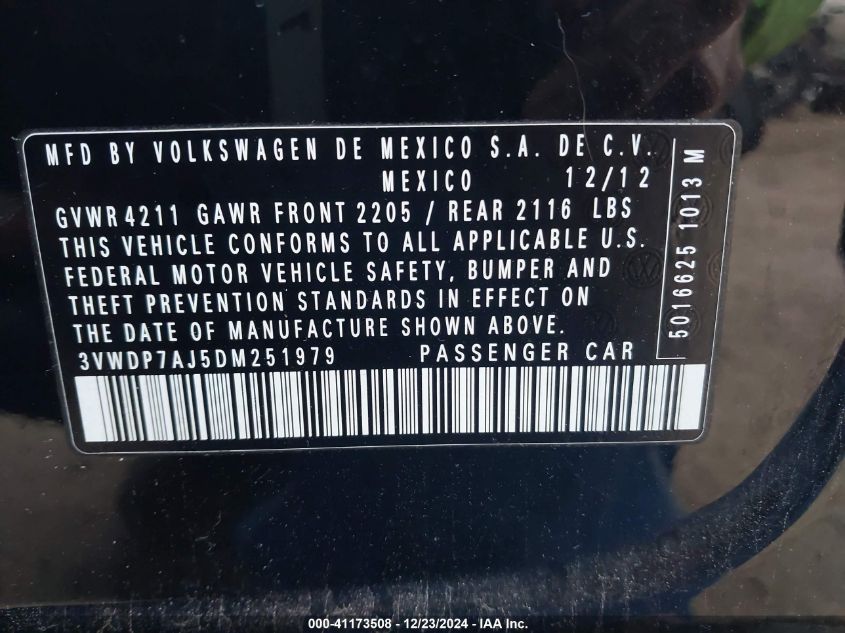 MFD BY VOLKSWAGEN DE MEXICO S.A. DE C.V.
MEXICO 12/12
GVWR 4211 GAWR FRONT 2205 / REAR 2116 LBS
THIS VEHICLE CONFORMS TO ALL APPLICABLE U.S.
FEDERAL MOTOR VEHICLE SAFETY, BUMPER AND
THEFT PREVENTION STANDARDS IN EFFECT ON
THE DATE OF MANUFACTURE SHOWN ABOVE.
3VWDP7AJ5DM251979 PASSENGER CAR
5016625 1013 M
000-41173508 - 12/23/2024 - IAA Inc.